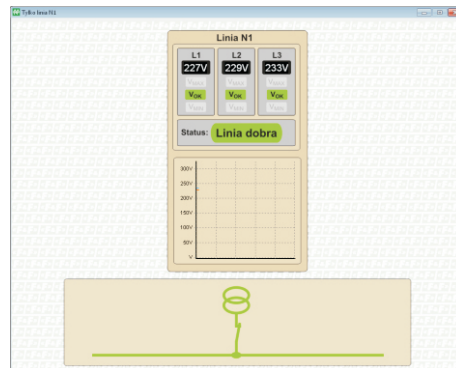 Tylko linia N1
Linia N1
L1 L2 L3
227V 229V 233V
VOK VOK VOK
Status: Linia dobra
300V
250V
200V
150V
100V
50V
V